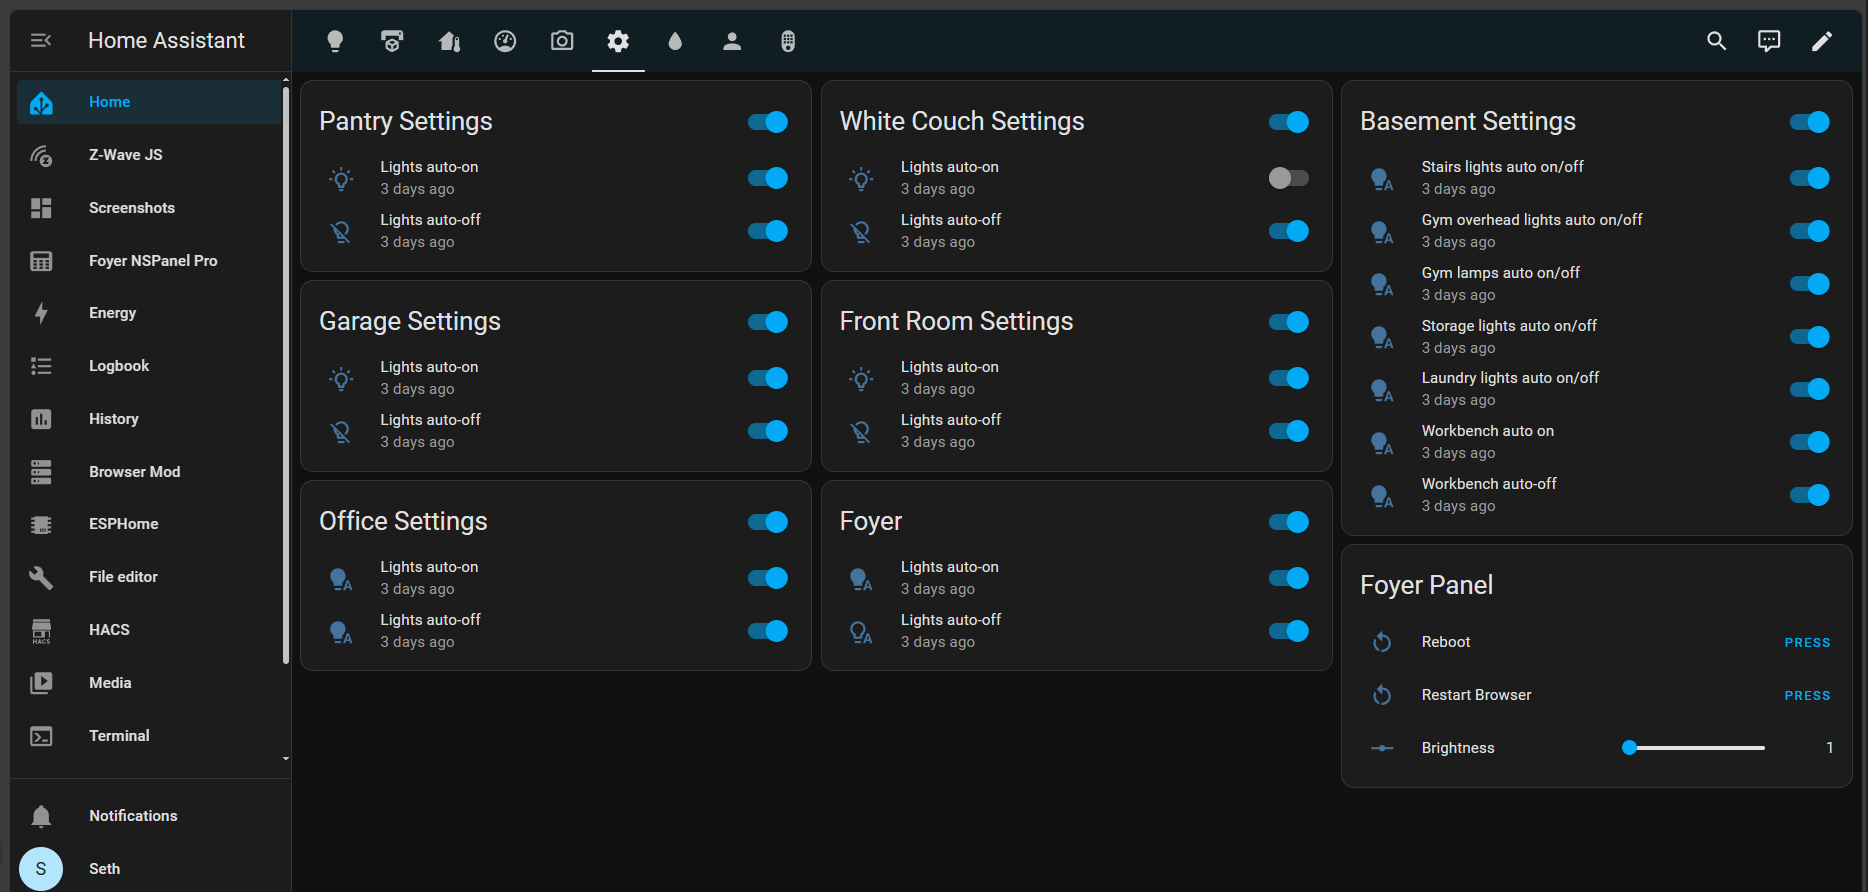 Home Assistant
Home
Z-Wave JS
Screenshots
Foyer NSPanel Pro
Energy
Logbook
History
Browser Mod
ESPHome
File editor
HACS
HACS
Media
Terminal
Notifications
S
Seth
Pantry Settings
Lights auto-on
3 days ago
Lights auto-off
3 days ago
Garage Settings
Lights auto-on
3 days ago
Lights auto-off
3 days ago
Office Settings
A
Lights auto-on
3 days ago
A
Lights auto-off
3 days ago
White Couch Settings
Lights auto-on
3 days ago
Lights auto-off
3 days ago
Front Room Settings
Lights auto-on
3 days ago
Lights auto-off
3 days ago
Foyer
A
Lights auto-on
3 days ago
A
Lights auto-off
3 days ago
Basement Settings
A
Stairs lights auto on/off
3 days ago
A
Gym overhead lights auto on/off
3 days ago
A
Gym lamps auto on/off
3 days ago
A
Storage lights auto on/off
3 days ago
A
Laundry lights auto on/off
3 days ago
A
Workbench auto on
3 days ago
A
Workbench auto-off
3 days ago
Foyer Panel
Reboot PRESS
Restart Browser PRESS
Brightness 1